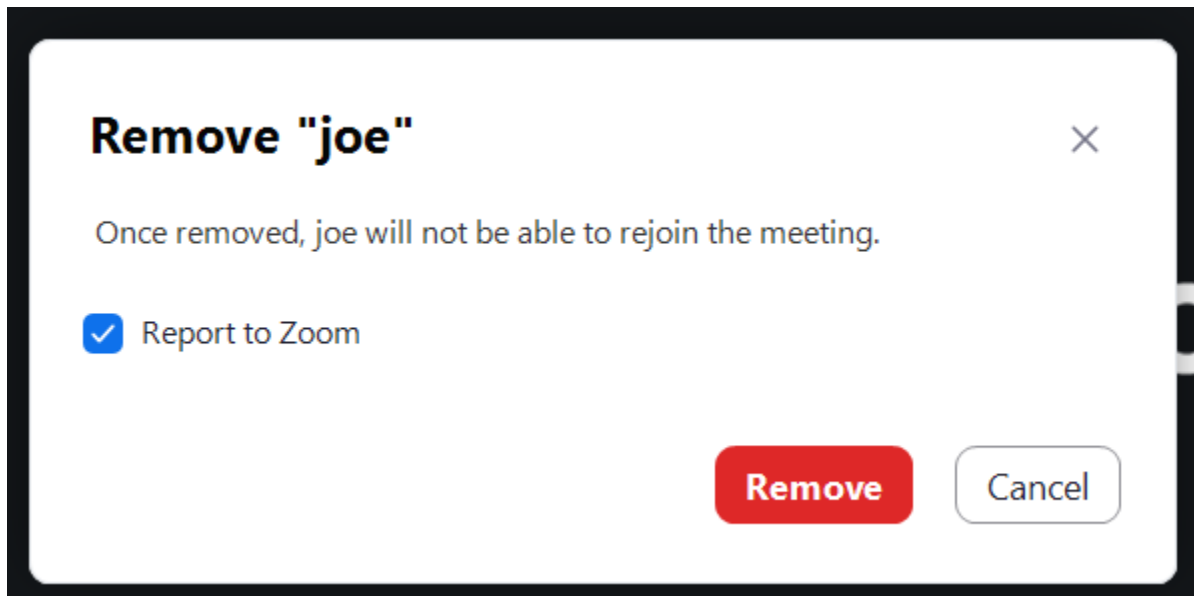 Remove "joe"
Once removed, joe will not be able to rejoin the meeting.
Report to Zoom
Remove
Cancel